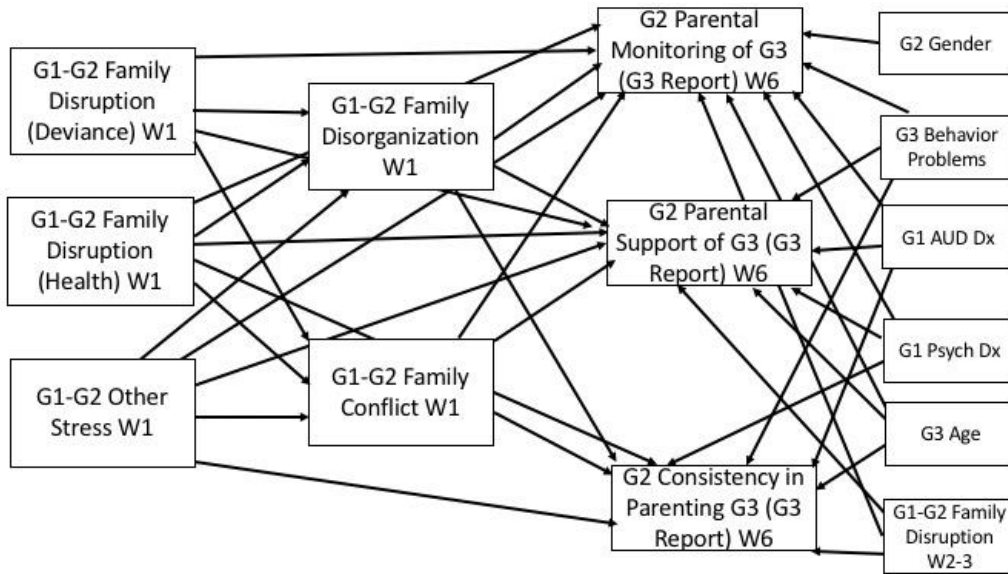 G1-G2 Family
Disruption
(Deviance) W1
G1-G2 Family
Disruption
(Health) W1
G1-G2 Other
Stress W1
G1-G2 Family
Disorganization
W1
G1-G2 Family
Conflict W1
G2 Parental
Monitoring of G3
(G3 Report) W6
G2 Parental
Support of G3 (G3
Report) W6
G2 Consistency in
Parenting G3 (G3
Report) W6
G2 Gender
G3 Behavior
Problems
G1 AUD Dx
G1 Psych Dx
G3 Age
G1-G2 Family
Disruption
W2-3